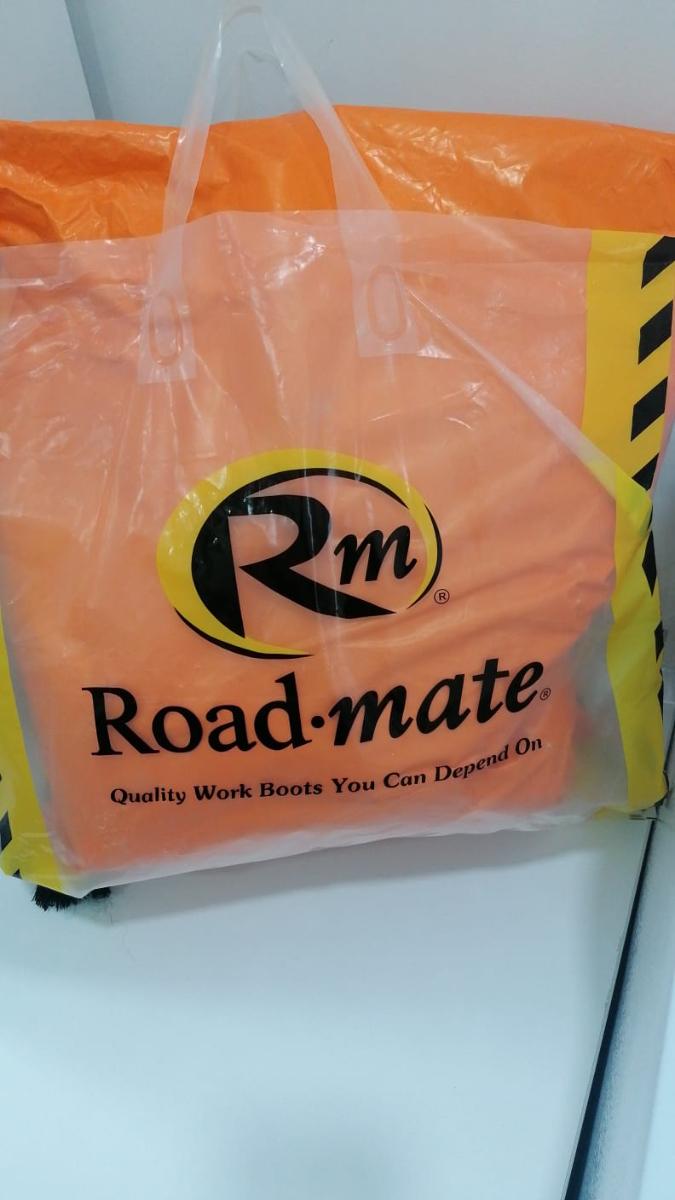 Rm®
Road·mate®
Quality Work Boots You Can Depend On